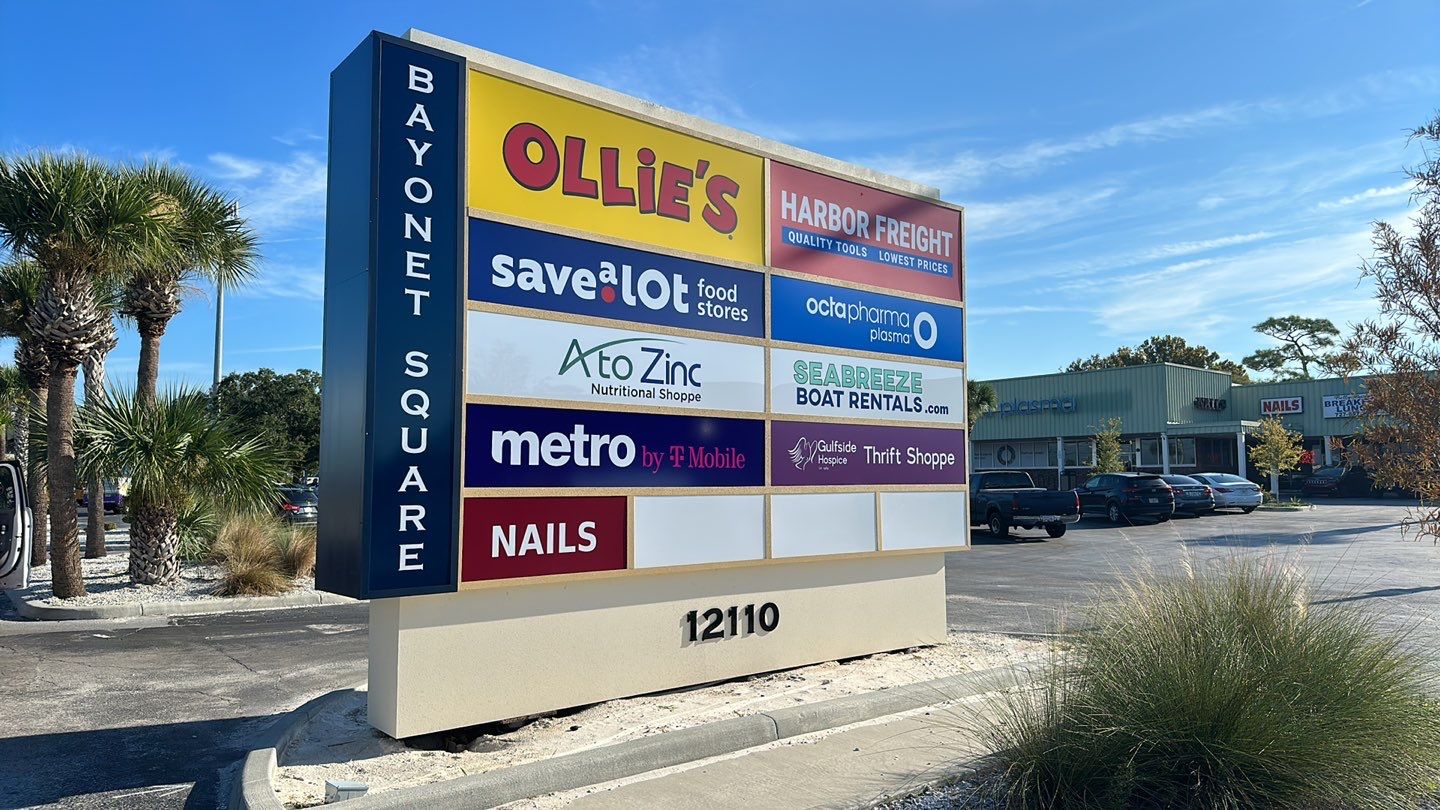 BAYONET SQUARE
OLLiE'S
HARBOR FREIGHT
QUALITY TOOLS LOWEST PRICES
save a lOt food
stores
octapharma
plasma
A to Zinc
Nutritional Shoppe
SEABREEZE
BOAT RENTALS.com
metro by T Mobile
Gulfside
Hospice
Thrift Shoppe
NAILS
12110
plasma
NAILS